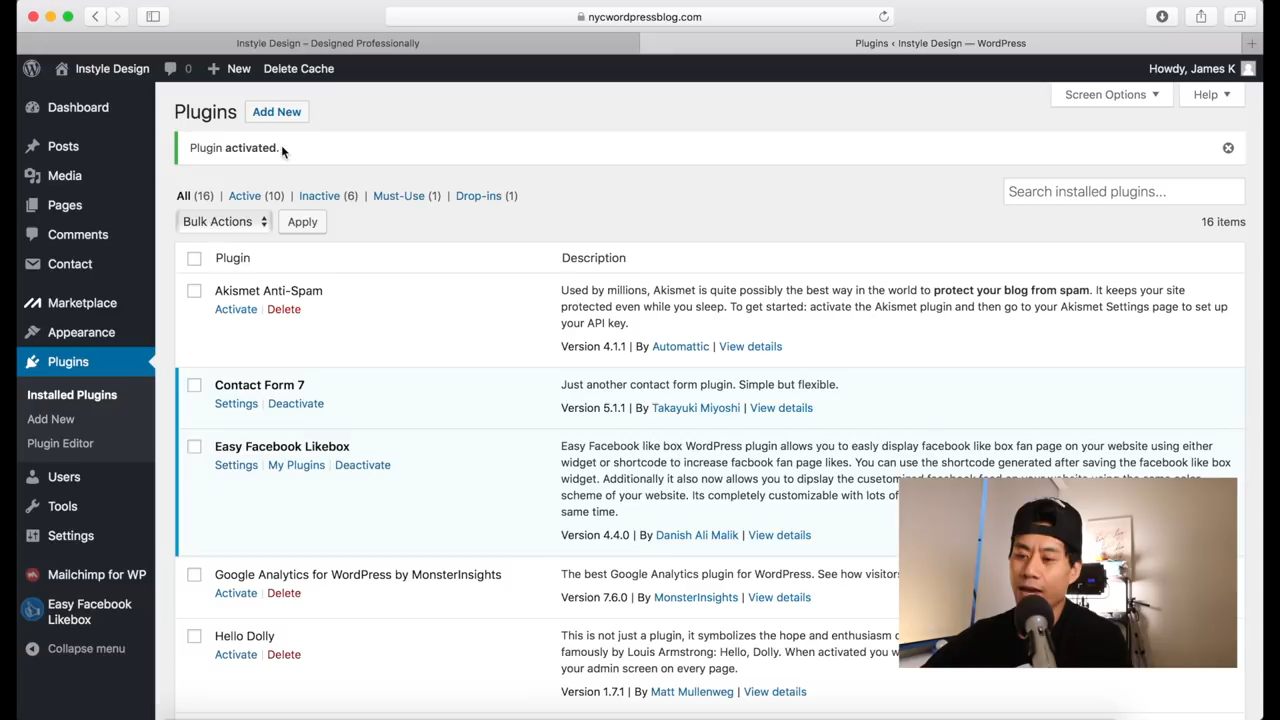 nycwordpressblog.com
Instyle Design – Designed Professionally
Plugins ‹ Instyle Design — WordPress
Instyle Design 0 New Delete Cache Howdy, James K
Dashboard
Posts
Media
Pages
Comments
Contact
Marketplace
Appearance
Plugins
Installed Plugins
Add New
Plugin Editor
Users
Tools
Settings
Mailchimp for WP
Easy Facebook
Likebox
Collapse menu
Screen Options Help
Plugins Add New
Plugin activated.
All (16) | Active (10) | Inactive (6) | Must-Use (1) | Drop-ins (1)
Search installed plugins...
Bulk Actions Apply
16 items
Plugin Description
Akismet Anti-Spam
Activate | Delete
Used by millions, Akismet is quite possibly the best way in the world to protect your blog from spam. It keeps your site
protected even while you sleep. To get started: activate the Akismet plugin and then go to your Akismet Settings page to set up
your API key.
Version 4.1.1 | By Automattic | View details
Contact Form 7
Settings | Deactivate
Just another contact form plugin. Simple but flexible.
Version 5.1.1 | By Takayuki Miyoshi | View details
Easy Facebook Likebox
Settings | My Plugins | Deactivate
Easy Facebook like box WordPress plugin allows you to easly display facebook like box fan page on your website using either
widget or shortcode to increase facbook fan page likes. You can use the shortcode generated after saving the facebook like box
widget. Additionally it also now allows you to dipslay the
scheme of your website. Its completely customizable with lots of
same time.
Version 4.4.0 | By Danish Ali Malik | View details
Google Analytics for WordPress by MonsterInsights
Activate | Delete
The best Google Analytics plugin for WordPress. See how visitors
Version 7.6.0 | By MonsterInsights | View details
Hello Dolly
Activate | Delete
This is not just a plugin, it symbolizes the hope and enthusiasm
famously by Louis Armstrong: Hello, Dolly. When activated you
your admin screen on every page.
Version 1.7.1 | By Matt Mullenweg | View details